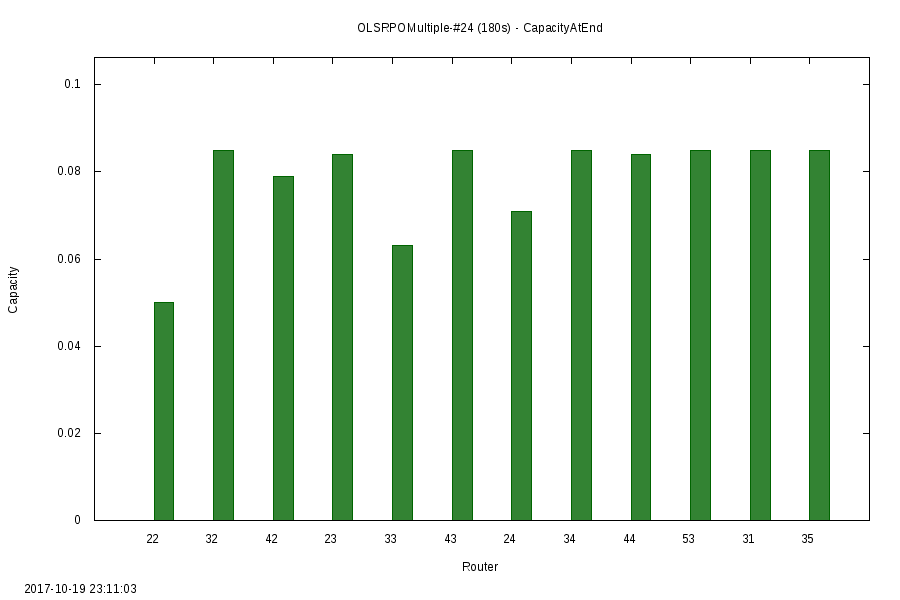 OLSRPOMultiple-#24 (180s) - CapacityAtEnd
0.1
0.08
0.06
0.04
0.02
0
Capacity
22 32 42 23 33 43 24 34 44 53 31 35
Router
2017-10-19 23:11:03